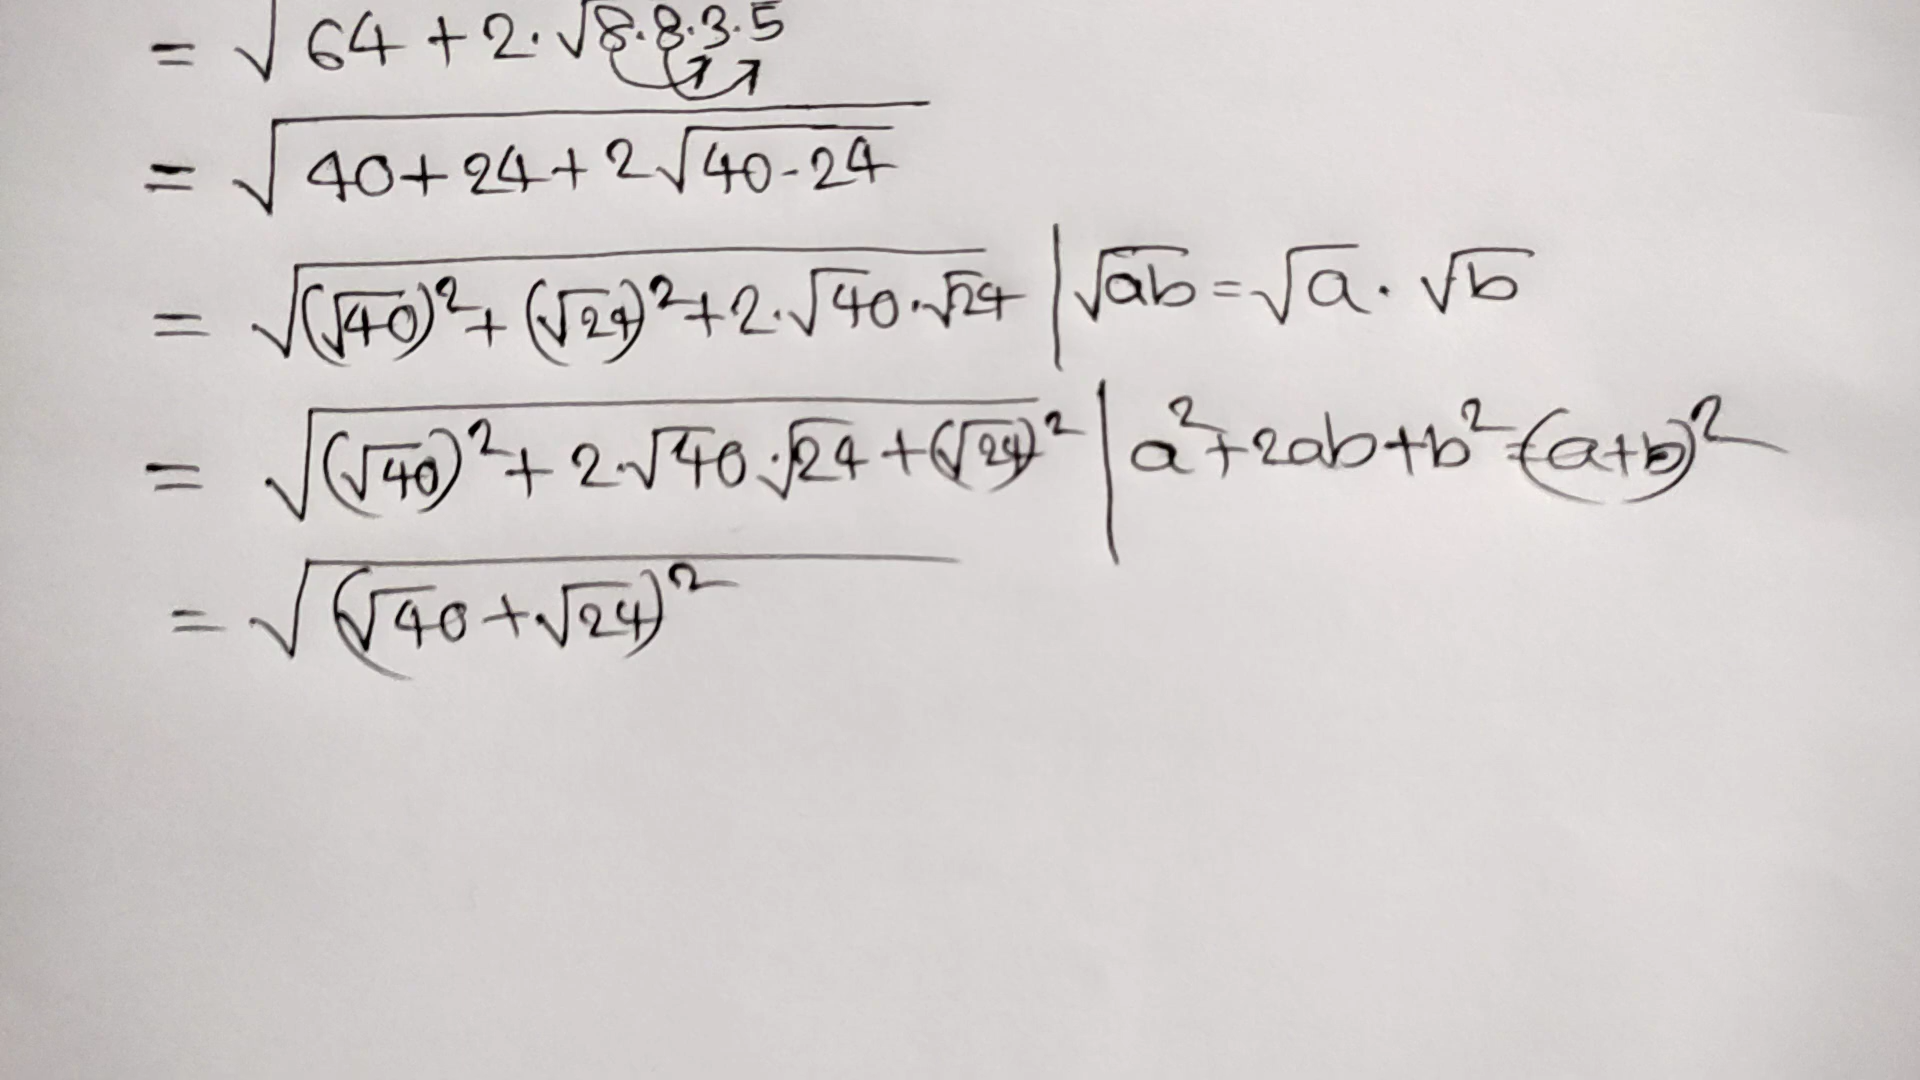 = √64 + 2·√8·8·3·5
= √40+24+2√40·24
= √(√40)²+(√24)²+2·√40·√24 | √ab = √a · √b
= √(√40)²+2·√40·√24+(√24)² | a²+2ab+b²=(a+b)²
= √(√40+√24)²